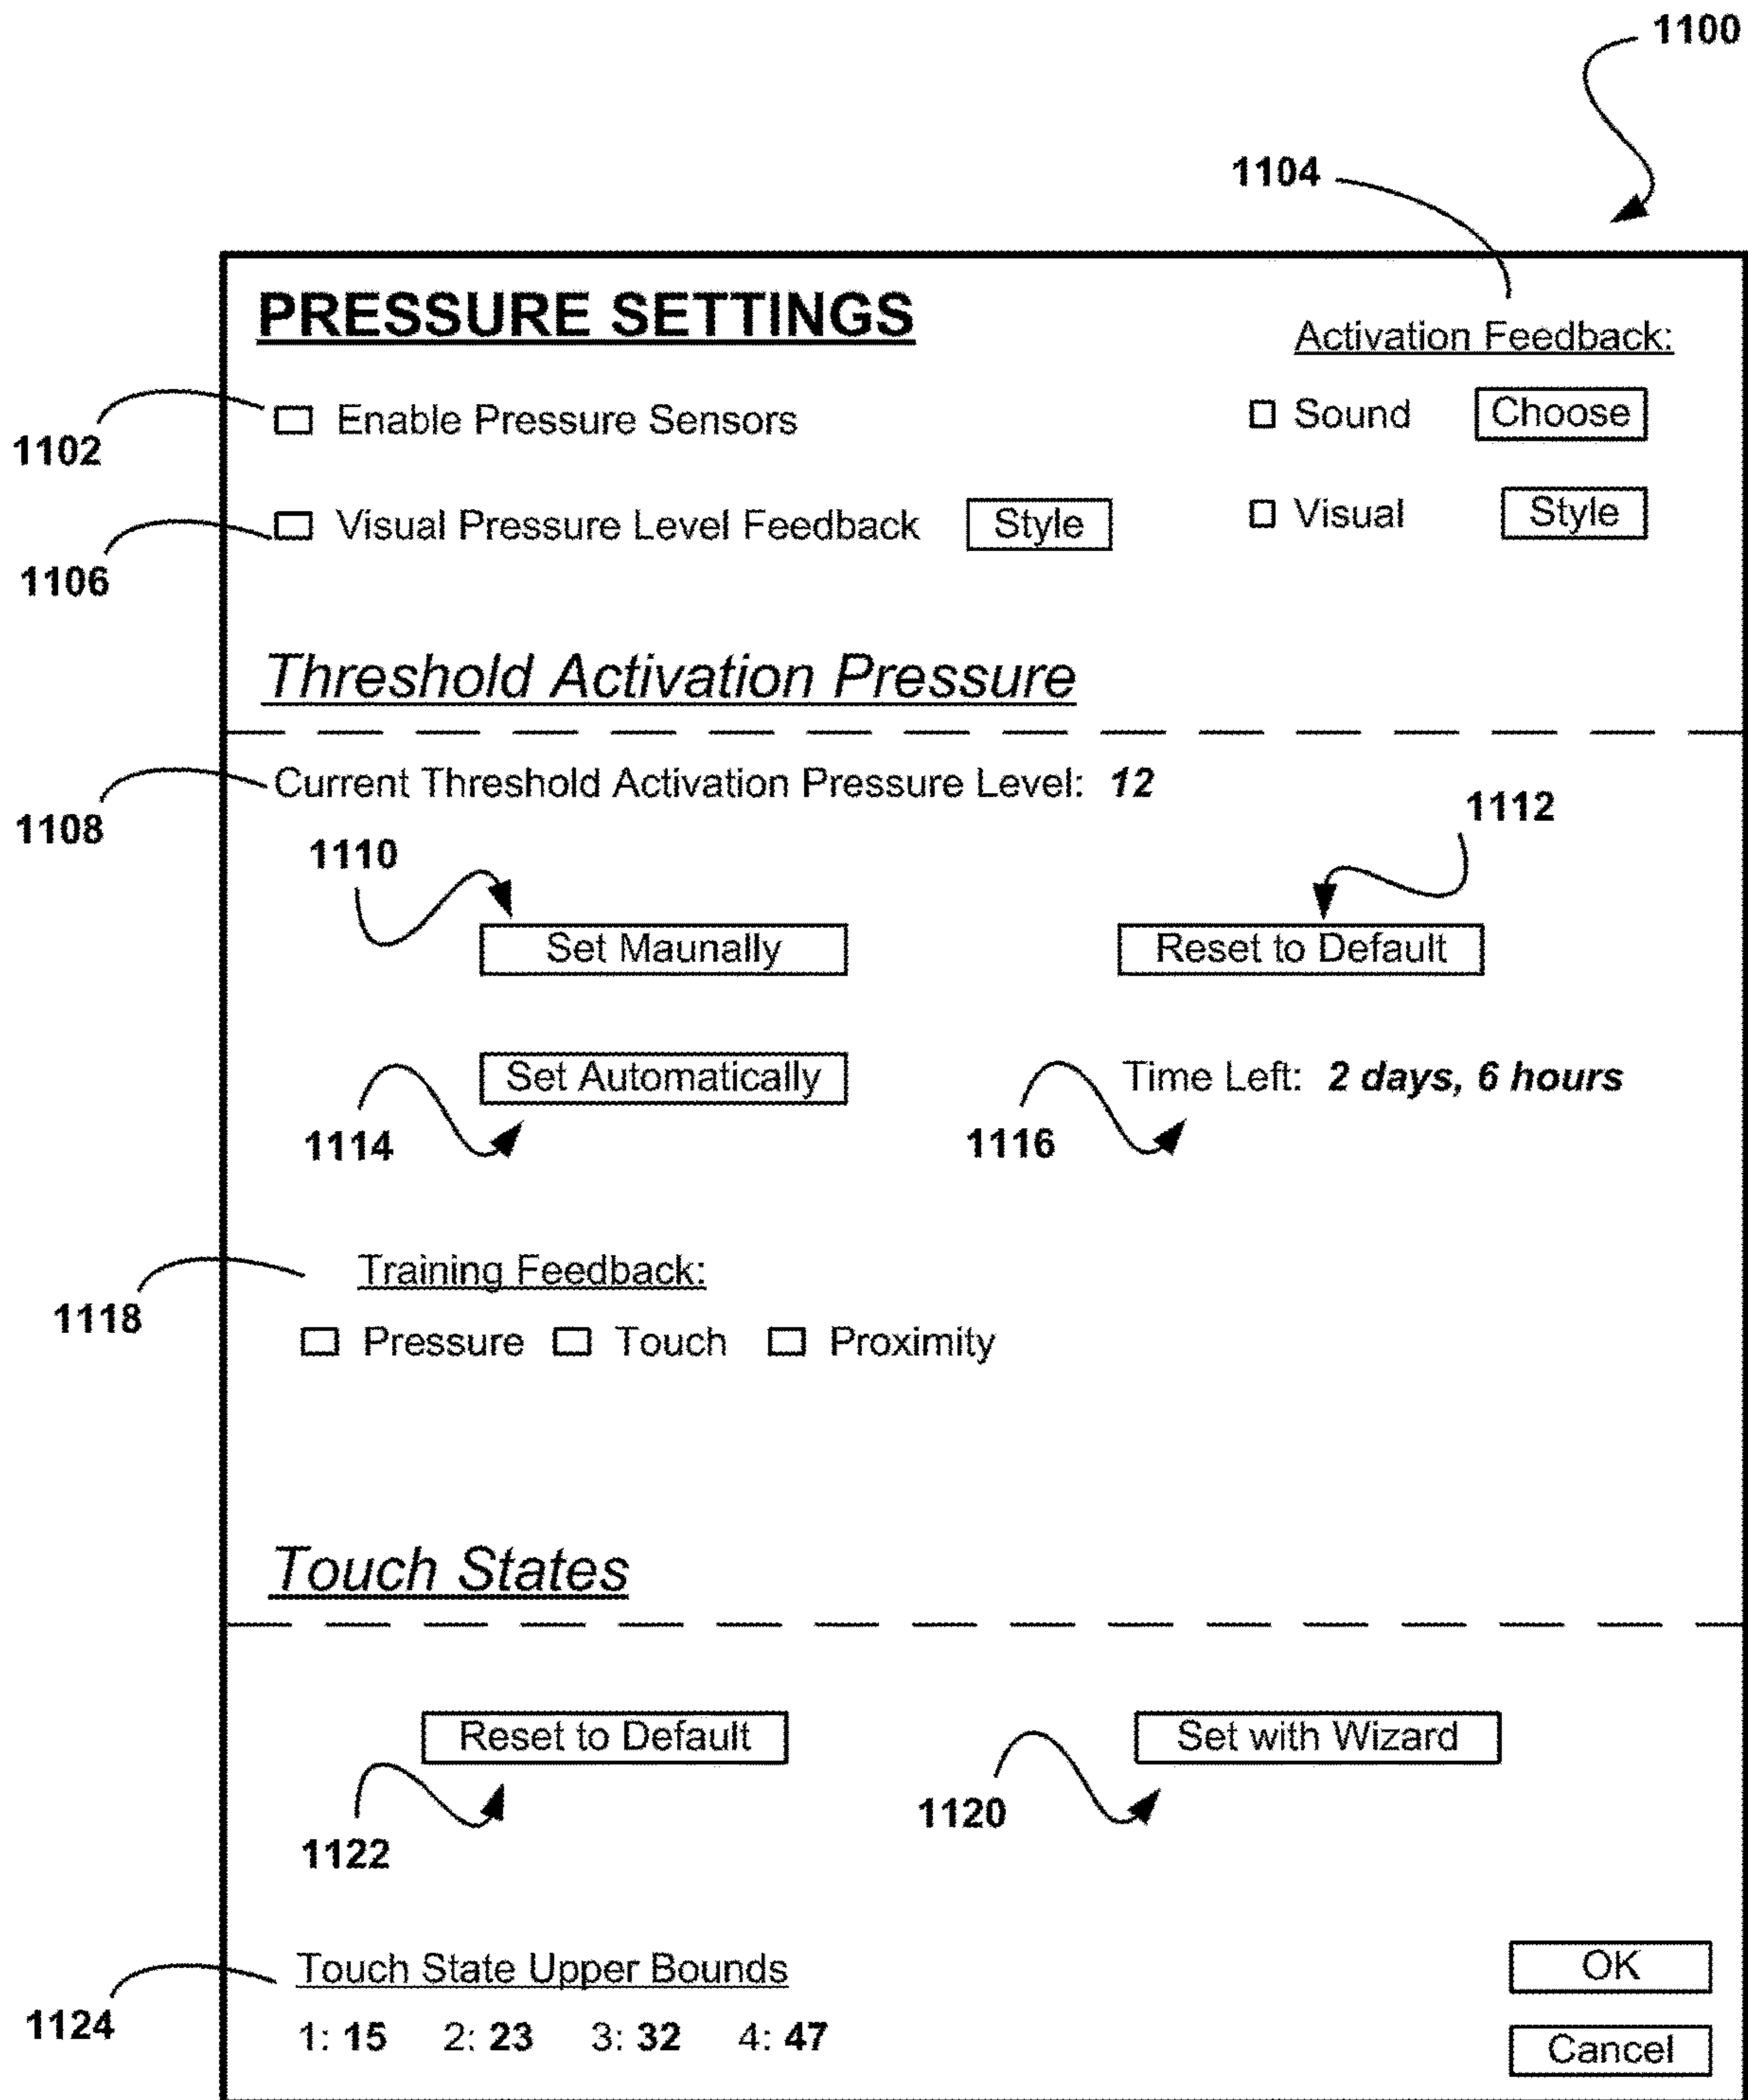 1100
1104
PRESSURE SETTINGS
Activation Feedback:
1102
Enable Pressure Sensors
Sound Choose
1106
Visual Pressure Level Feedback Style
Visual Style
Threshold Activation Pressure
1108
Current Threshold Activation Pressure Level: 12
1110
1112
Set Maunally
Reset to Default
Set Automatically
Time Left: 2 days, 6 hours
1114
1116
1118
Training Feedback:
Pressure Touch Proximity
Touch States
Reset to Default
Set with Wizard
1122
1120
1124
Touch State Upper Bounds
1: 15 2: 23 3: 32 4: 47
OK
Cancel